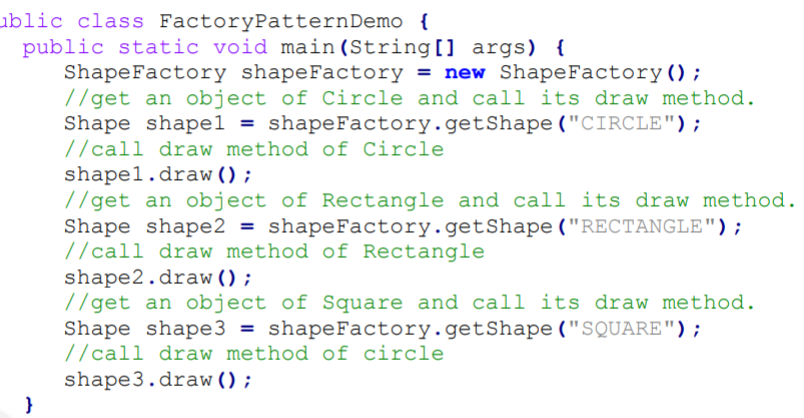 ublic class FactoryPatternDemo {
public static void main(String[] args) {
ShapeFactory shapeFactory = new ShapeFactory();
//get an object of Circle and call its draw method.
Shape shape1 = shapeFactory.getShape("CIRCLE");
//call draw method of Circle
shape1.draw();
//get an object of Rectangle and call its draw method.
Shape shape2 = shapeFactory.getShape("RECTANGLE");
//call draw method of Rectangle
shape2.draw();
//get an object of Square and call its draw method.
Shape shape3 = shapeFactory.getShape("SQUARE");
//call draw method of circle
shape3.draw();
}